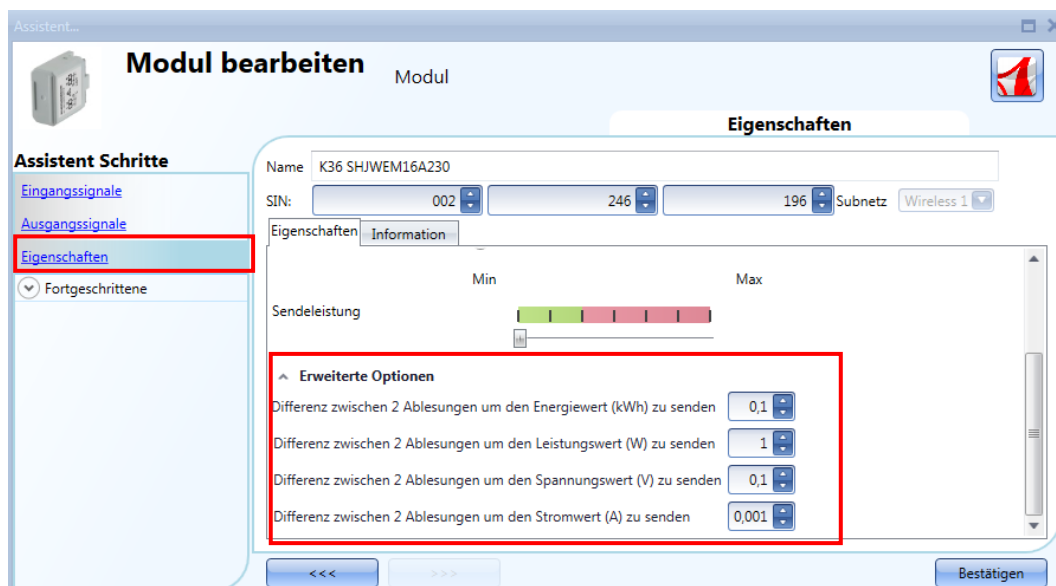 Assistent...
Modul bearbeiten
Modul
Eigenschaften
Assistent Schritte
Eingangssignale
Ausgangssignale
Eigenschaften
Fortgeschrittene
Name K36 SHJWEM16A230
SIN: 002 246 196 Subnetz Wireless 1
Eigenschaften Information
Min Max
Sendeleistung
Erweiterte Optionen
Differenz zwischen 2 Ablesungen um den Energiewert (kWh) zu senden 0,1
Differenz zwischen 2 Ablesungen um den Leistungswert (W) zu senden 1
Differenz zwischen 2 Ablesungen um den Spannungswert (V) zu senden 0,1
Differenz zwischen 2 Ablesungen um den Stromwert (A) zu senden 0,001
<<< >>> Bestätigen